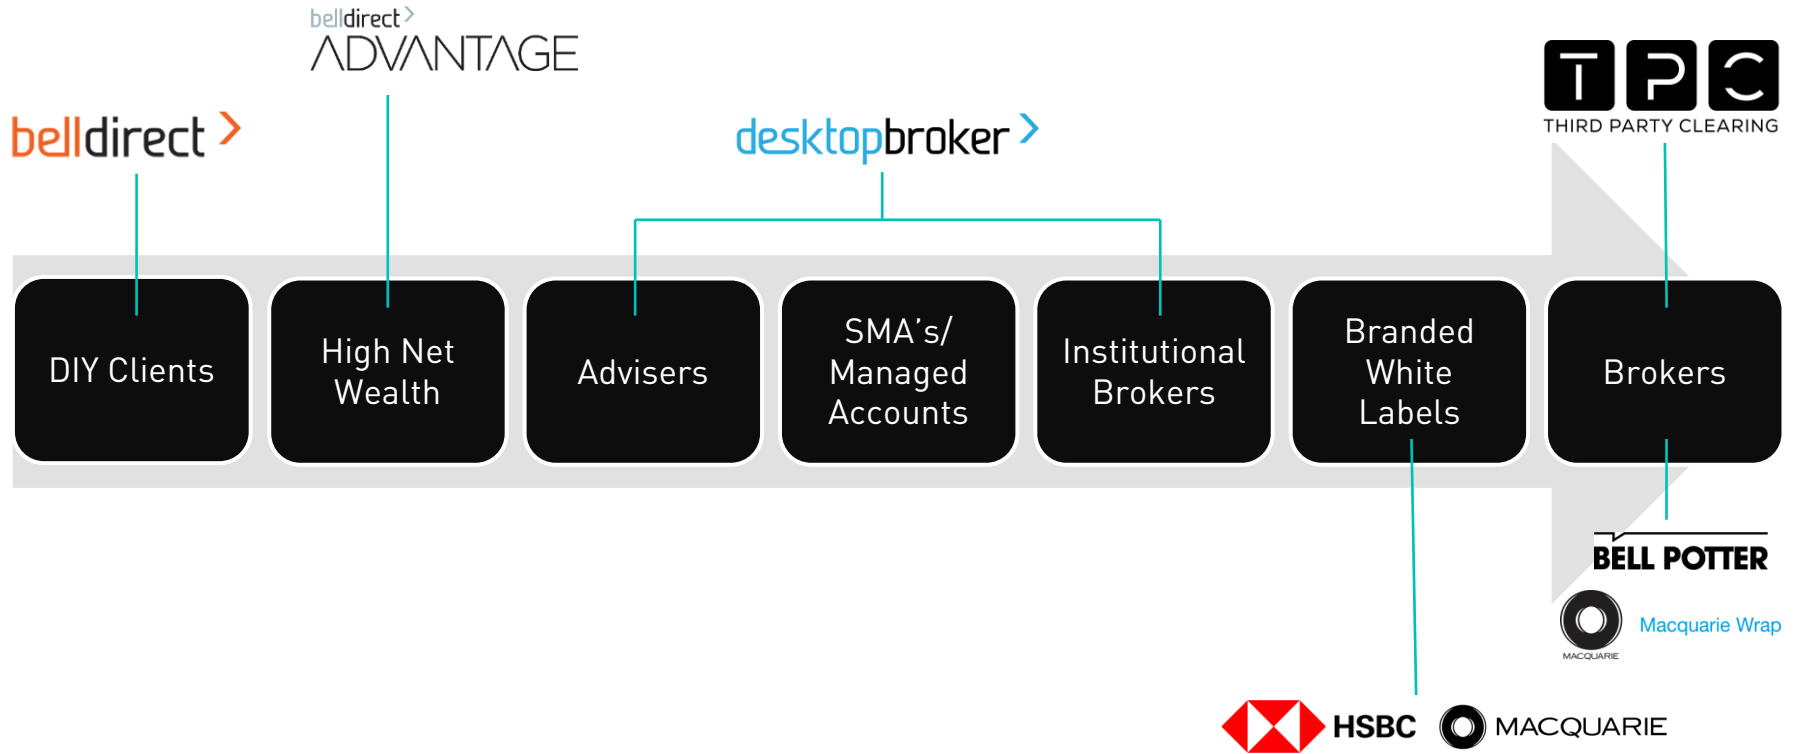 belldirect
ADVANTAGE
belldirect
desktopbroker
TPC
THIRD PARTY CLEARING
DIY Clients
High Net
Wealth
Advisers
SMA's/
Managed
Accounts
Institutional
Brokers
Branded
White
Labels
Brokers
BELL POTTER
MACQUARIE
Macquarie Wrap
HSBC
MACQUARIE